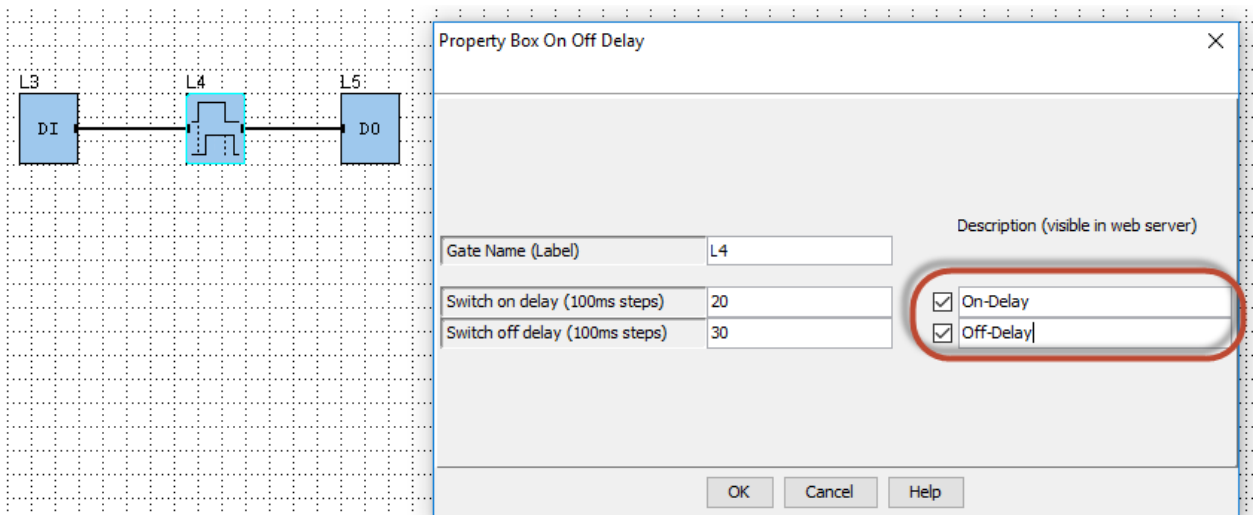 Property Box On Off Delay
L3 L4 L5
DI DO
Description (visible in web server)
Gate Name (Label) L4
Switch on delay (100ms steps) 20 On-Delay
Switch off delay (100ms steps) 30 Off-Delay
OK Cancel Help